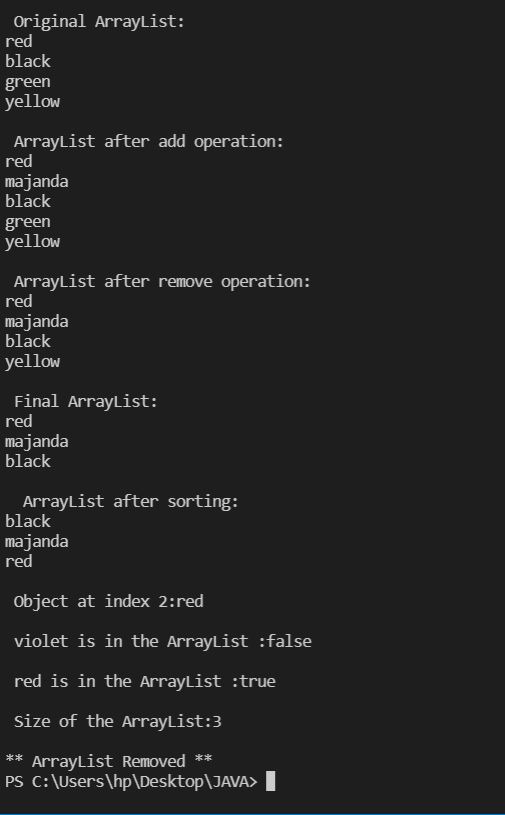 Original ArrayList:
red
black
green
yellow
ArrayList after add operation:
red
majanda
black
green
yellow
ArrayList after remove operation:
red
majanda
black
yellow
Final ArrayList:
red
majanda
black
ArrayList after sorting:
black
majanda
red
Object at index 2:red
violet is in the ArrayList :false
red is in the ArrayList :true
Size of the ArrayList:3
** ArrayList Removed **
PS C:\Users\hp\Desktop\JAVA>